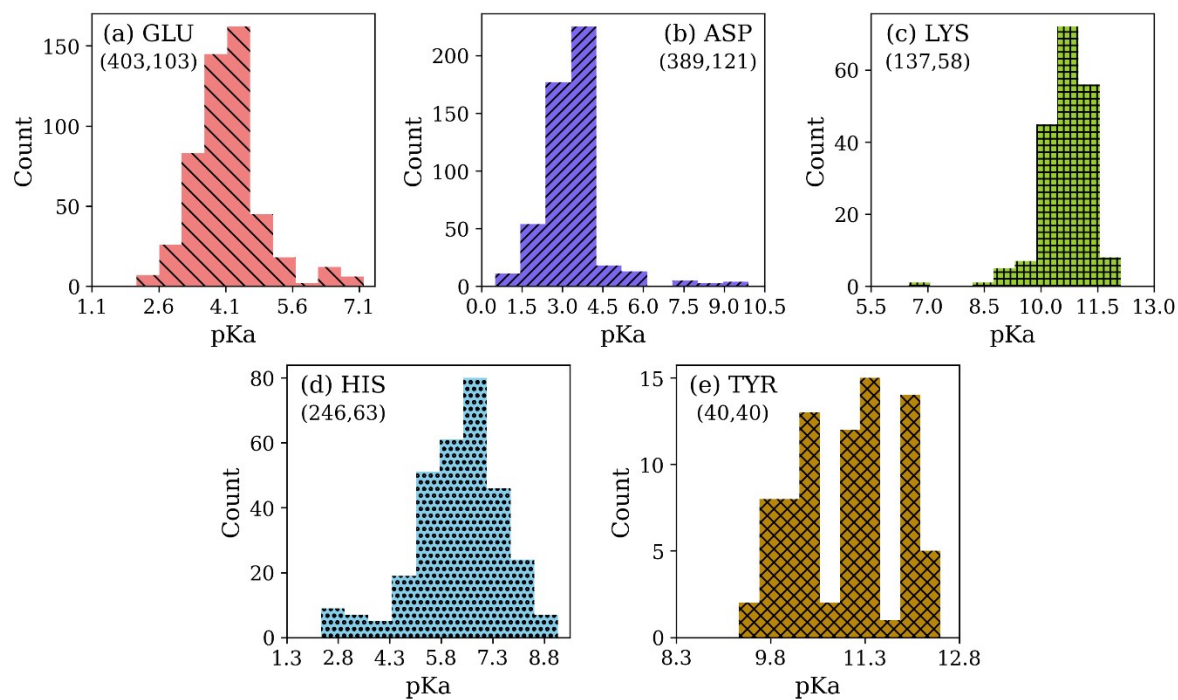 (a) GLU
(403,103)
150
100
50
0
Count
1.1 2.6 4.1 5.6 7.1
pKa
(b) ASP
(389,121)
200
150
100
50
0
Count
0.0 1.5 3.0 4.5 6.0 7.5 9.0 10.5
pKa
(c) LYS
(137,58)
60
40
20
0
Count
5.5 7.0 8.5 10.0 11.5 13.0
pKa
(d) HIS
(246,63)
80
60
40
20
0
Count
1.3 2.8 4.3 5.8 7.3 8.8
pKa
(e) TYR
(40,40)
15
10
5
0
Count
8.3 9.8 11.3 12.8
pKa